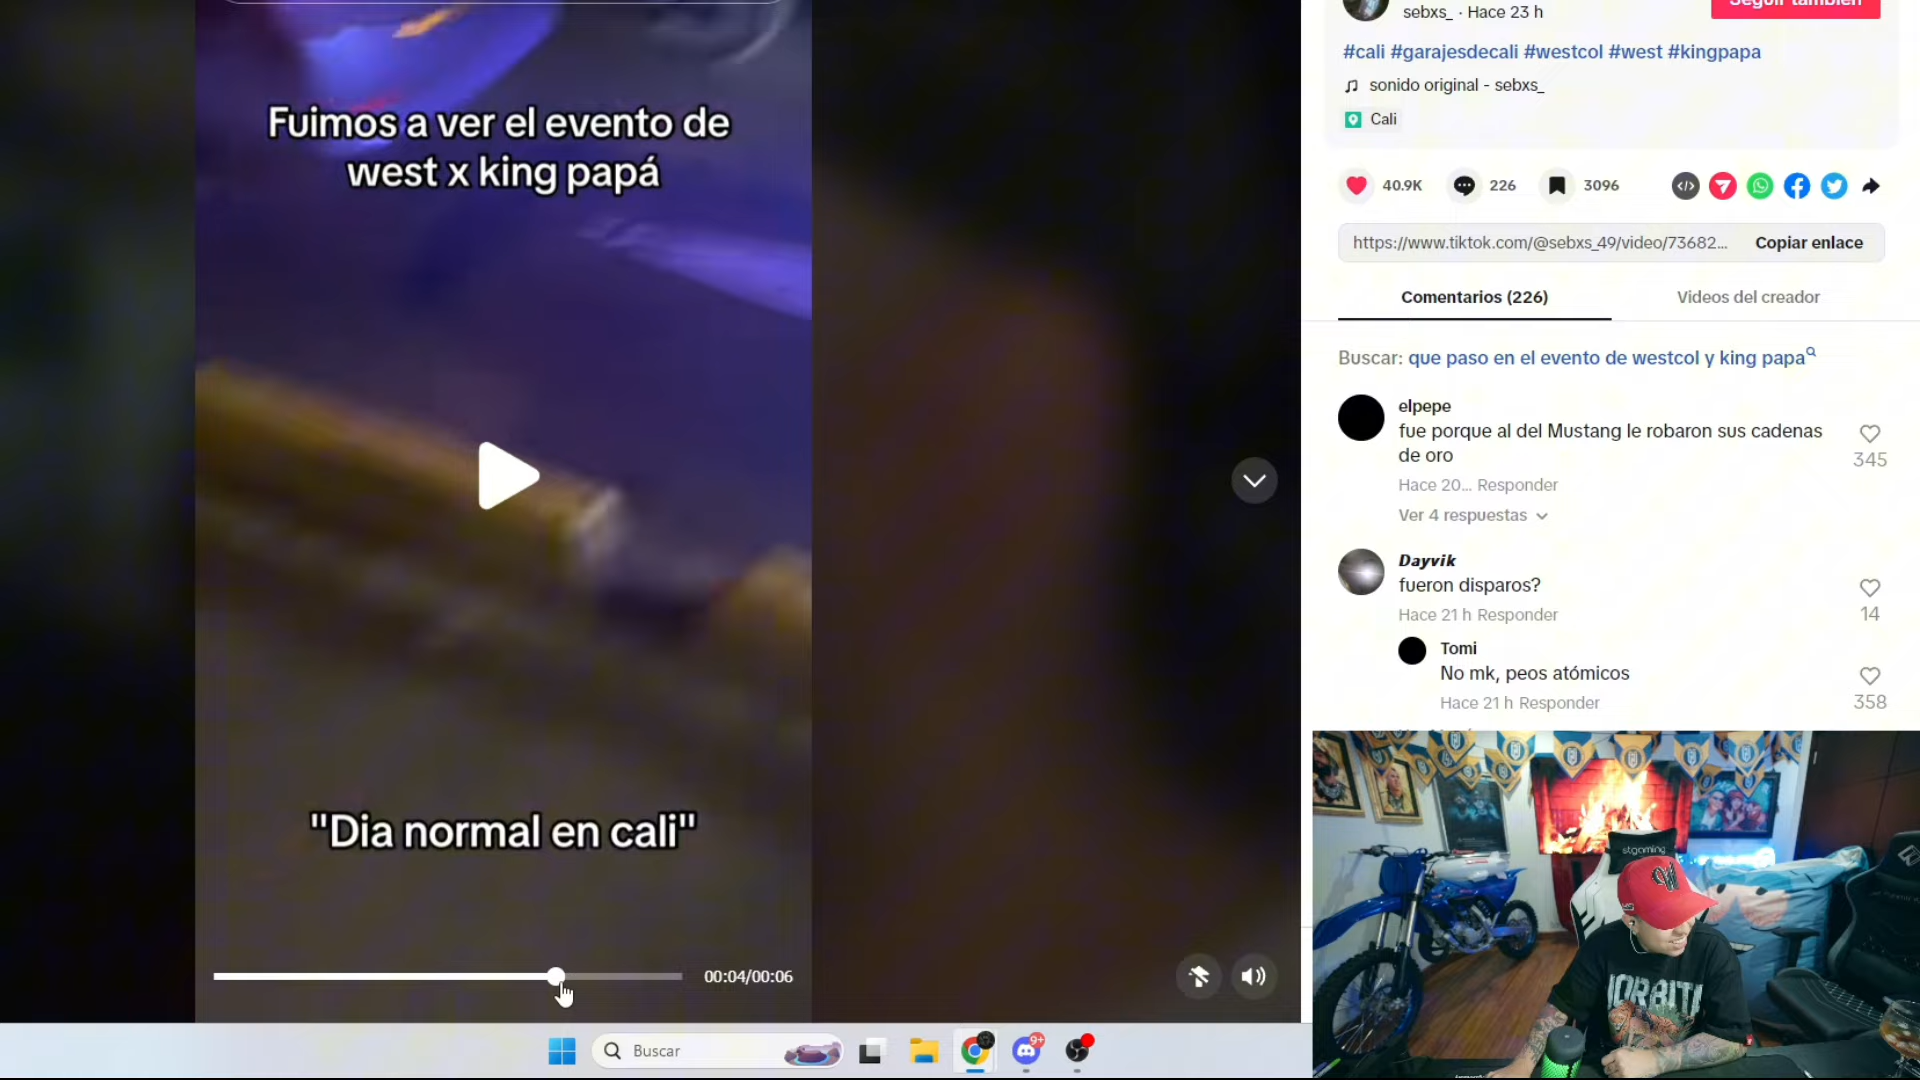 Fuimos a ver el evento de
west x king papá
"Dia normal en cali"
00:04/00:06
sebxs_ · Hace 23 h
Seguir también
#cali #garajesdecali #westcol #west #kingpapa
sonido original - sebxs_
Cali
40.9K
226
3096
https://www.tiktok.com/@sebxs_49/video/73682...
Copiar enlace
Comentarios (226)
Videos del creador
Buscar: que paso en el evento de westcol y king papa
elpepe
fue porque al del Mustang le robaron sus cadenas
de oro
345
Hace 20... Responder
Ver 4 respuestas
Dayvik
fueron disparos?
Hace 21 h Responder
14
Tomi
No mk, peos atómicos
Hace 21 h Responder
358
stgaming
Buscar
9+